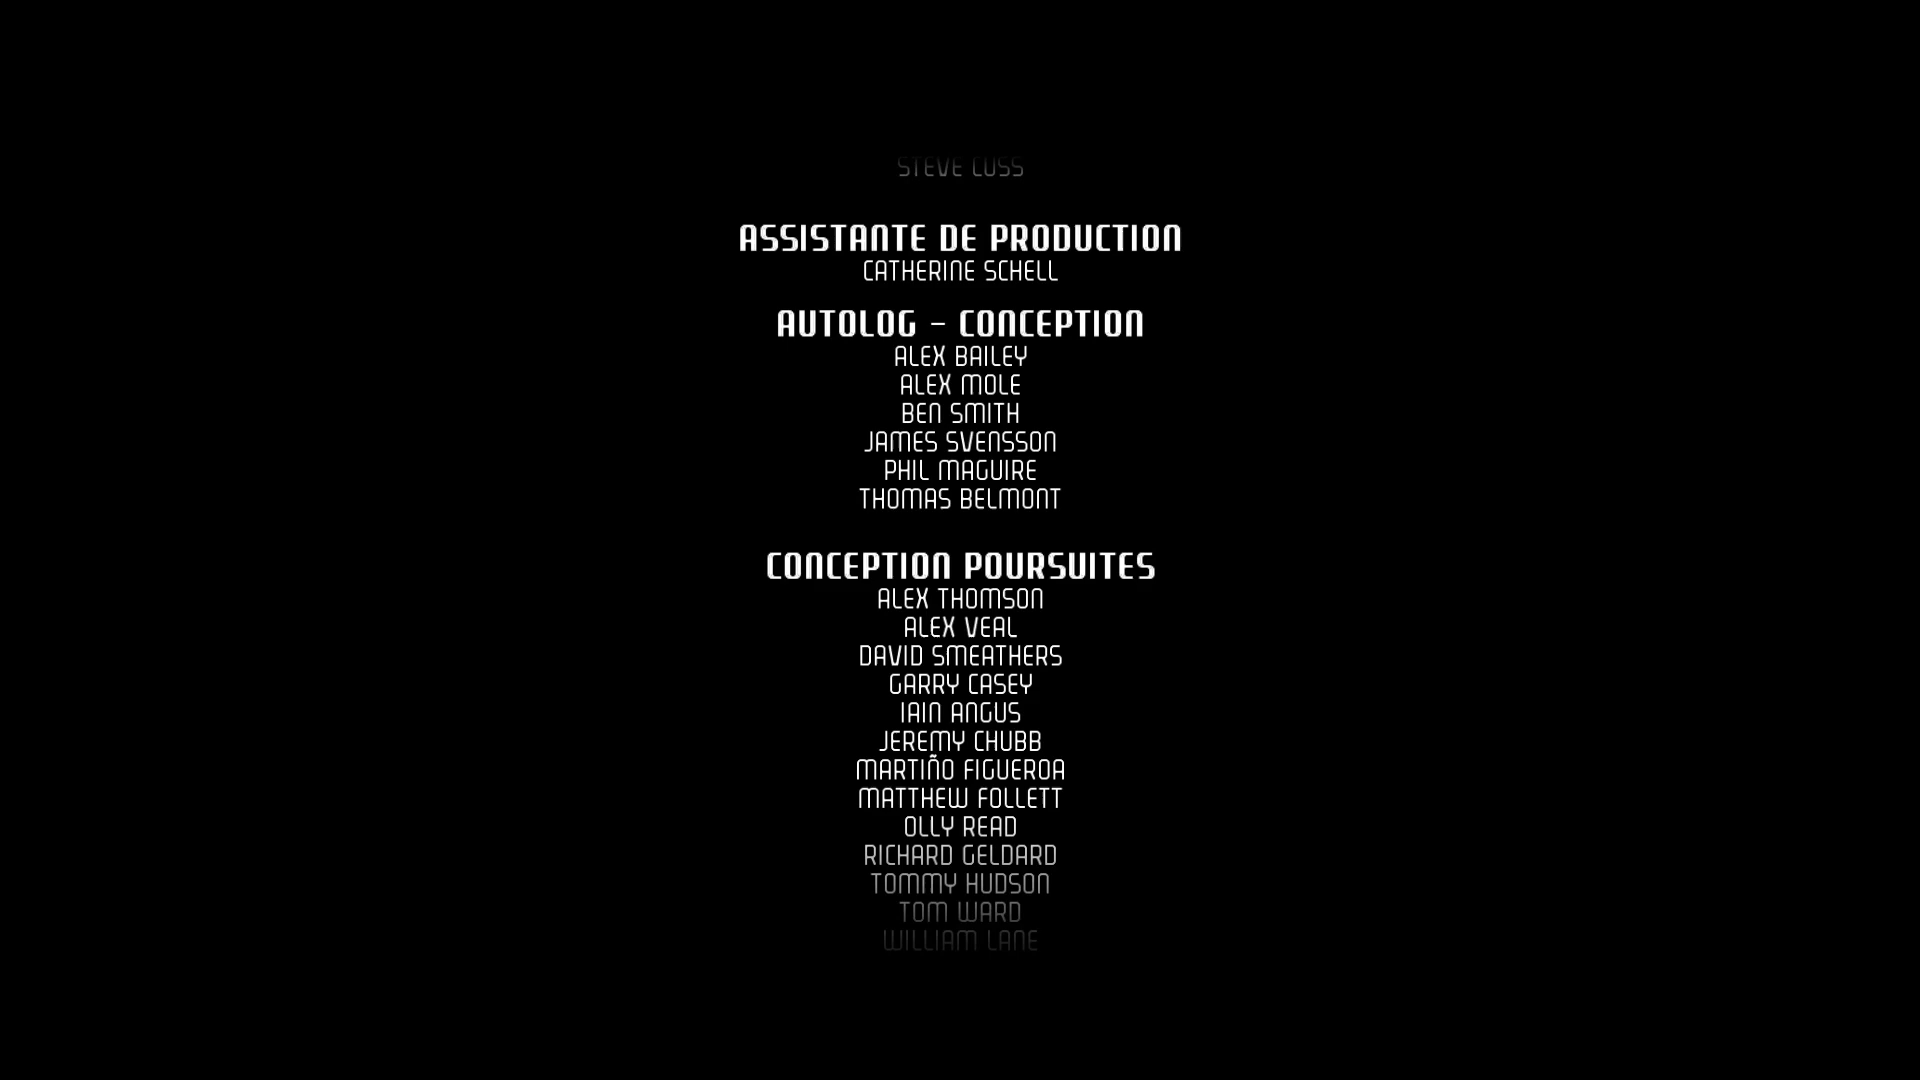 STEVE CUSS
ASSISTANTE DE PRODUCTION
CATHERINE SCHELL
AUTOLOG - CONCEPTION
ALEX BAILEY
ALEX MOLE
BEN SMITH
JAMES SVENSSON
PHIL MAGUIRE
THOMAS BELMONT
CONCEPTION POURSUITES
ALEX THOMSON
ALEX VEAL
DAVID SMEATHERS
GARRY CASEY
IAIN ANGUS
JEREMY CHUBB
MARTIÑO FIGUEROA
MATTHEW FOLLETT
OLLY READ
RICHARD GELDARD
TOMMY HUDSON
TOM WARD
WILLIAM LANE